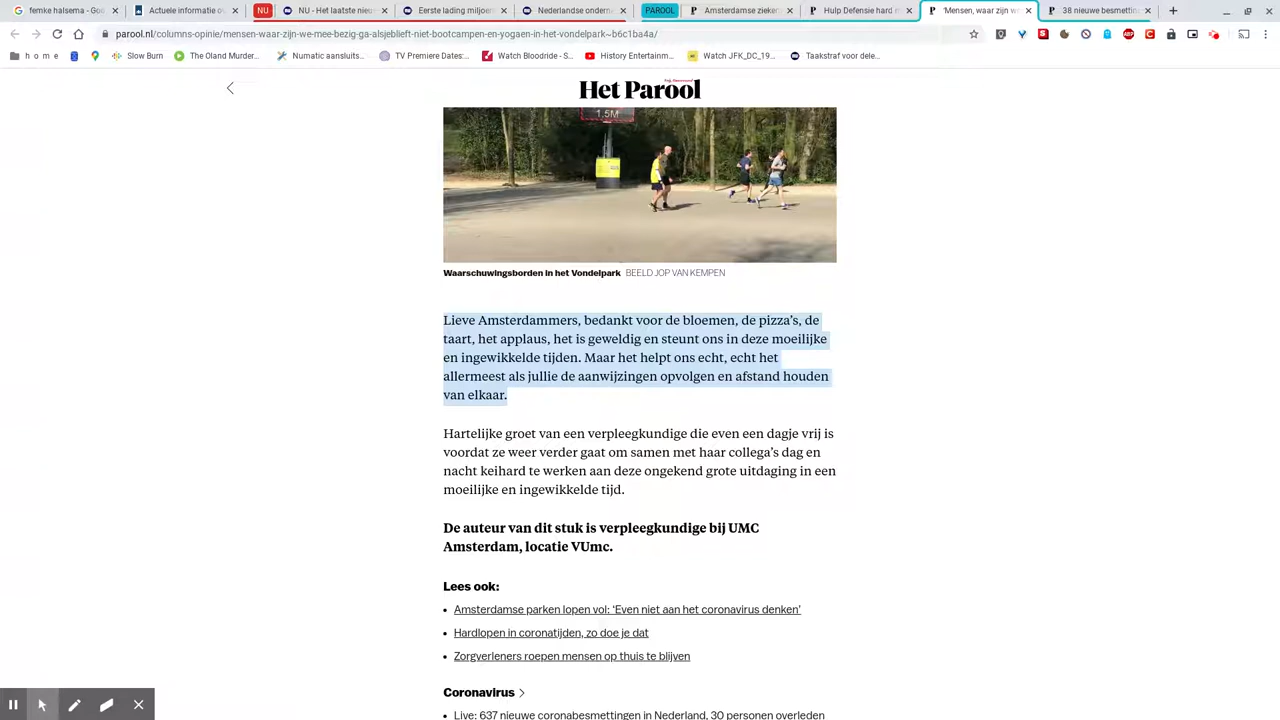 femke halsema - Goo
Actuele informatie ov
NU
NU - Het laatste nieuw
Eerste lading miljoen
Nederlandse onderne
PAROOL
Amsterdamse zieken
Hulp Defensie hard m
'Mensen, waar zijn we
38 nieuwe besmettin
parool.nl/columns-opinie/mensen-waar-zijn-we-mee-bezig-ga-alsjeblieft-niet-bootcampen-en-yogaen-in-het-vondelpark~b6c1ba4a/
h o m e
Slow Burn
The Oland Murder...
Numatic aansluits...
TV Premiere Dates:...
Watch Bloodride - S...
History Entertainm...
Watch JFK_DC_19...
Taakstraf voor dele...
Het Parool
1.5M
Waarschuwingsborden in het Vondelpark BEELD JOP VAN KEMPEN
Lieve Amsterdammers, bedankt voor de bloemen, de pizza's, de
taart, het applaus, het is geweldig en steunt ons in deze moeilijke
en ingewikkelde tijden. Maar het helpt ons echt, echt het
allermeest als jullie de aanwijzingen opvolgen en afstand houden
van elkaar.
Hartelijke groet van een verpleegkundige die even een dagje vrij is
voordat ze weer verder gaat om samen met haar collega's dag en
nacht keihard te werken aan deze ongekend grote uitdaging in een
moeilijke en ingewikkelde tijd.
De auteur van dit stuk is verpleegkundige bij UMC
Amsterdam, locatie VUmc.
Lees ook:
• Amsterdamse parken lopen vol: 'Even niet aan het coronavirus denken'
• Hardlopen in coronatijden, zo doe je dat
• Zorgverleners roepen mensen op thuis te blijven
Coronavirus >
• Live: 637 nieuwe coronabesmettingen in Nederland, 30 personen overleden